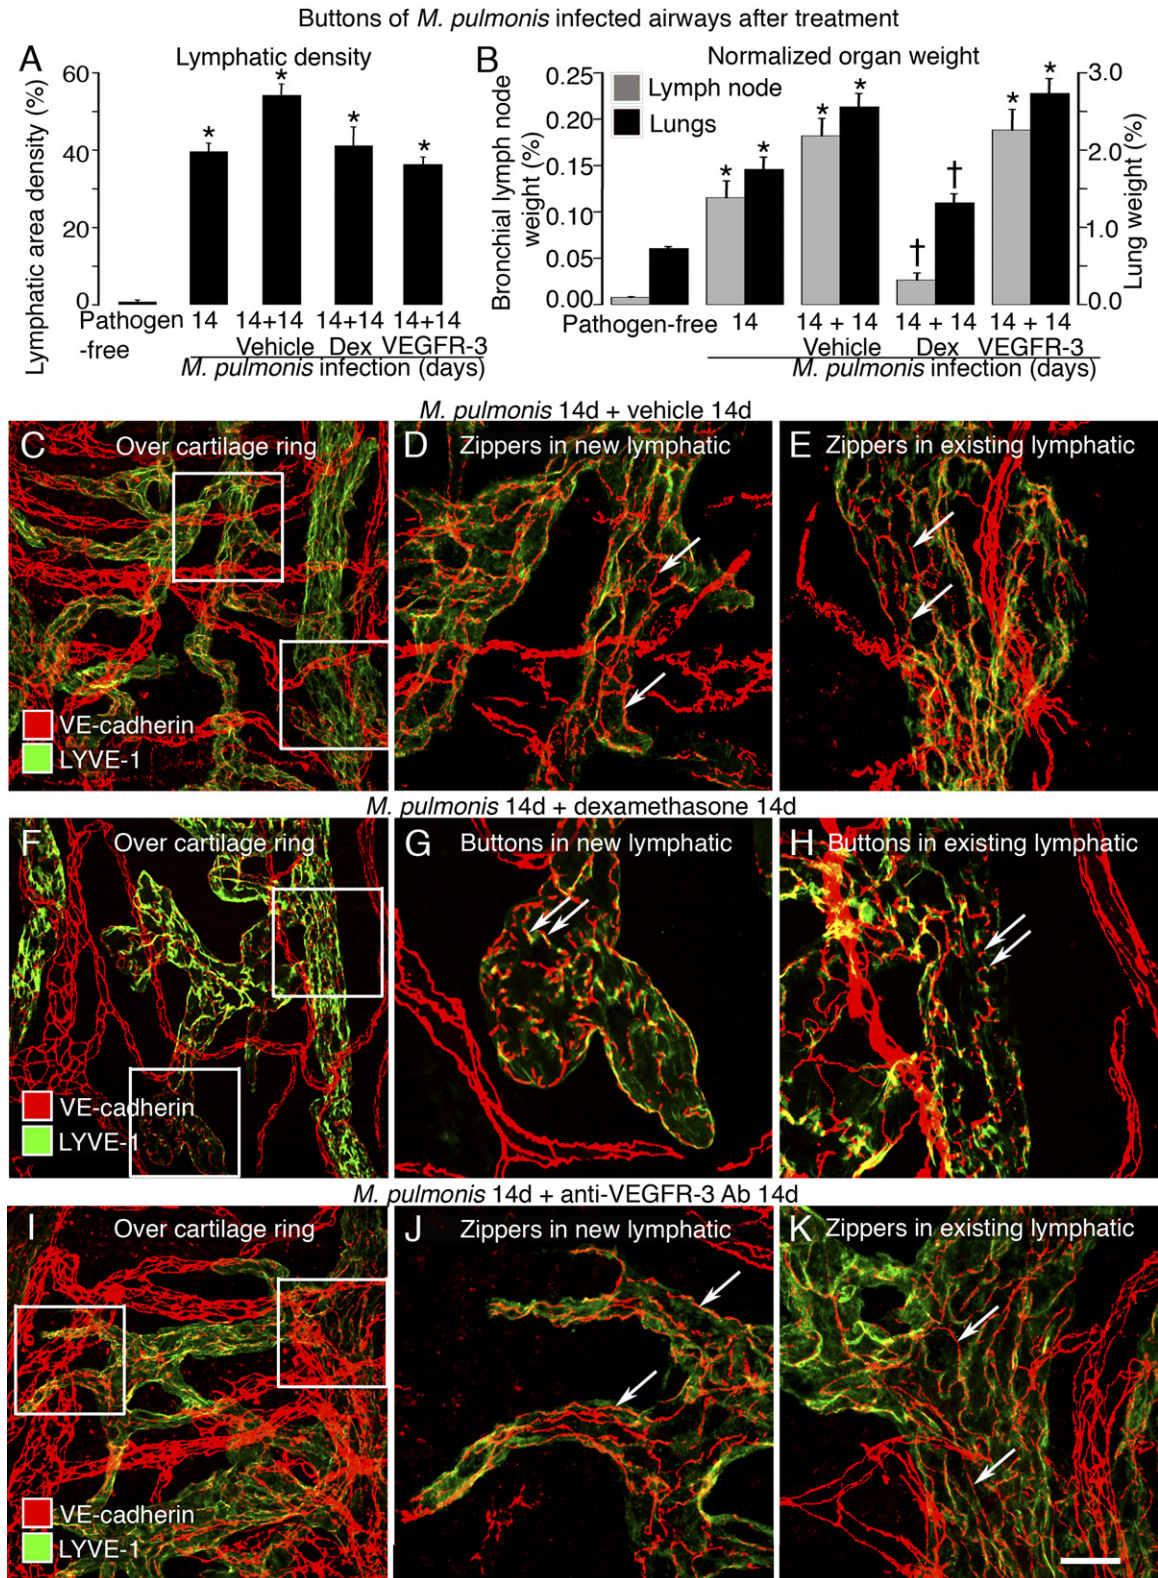 Buttons of M. pulmonis infected airways after treatment
A
Lymphatic density
Lymphatic area density (%)
60
40
20
0
*
*
*
*
Pathogen
-free
14
14+14
14+14
14+14
Vehicle
Dex
VEGFR-3
M. pulmonis infection (days)
B
Normalized organ weight
Bronchial lymph node
weight (%)
0.25
0.20
0.15
0.10
0.05
0.00
Lymph node
Lungs
*
*
*
*
†
†
*
*
3.0
2.0
1.0
0.0
Lung weight (%)
Pathogen-free
14
14 + 14
14 + 14
14 + 14
Vehicle
Dex
VEGFR-3
M. pulmonis infection (days)
M. pulmonis 14d + vehicle 14d
C
Over cartilage ring
VE-cadherin
LYVE-1
D
Zippers in new lymphatic
E
Zippers in existing lymphatic
M. pulmonis 14d + dexamethasone 14d
F
Over cartilage ring
VE-cadherin
LYVE-1
G
Buttons in new lymphatic
H
Buttons in existing lymphatic
M. pulmonis 14d + anti-VEGFR-3 Ab 14d
I
Over cartilage ring
VE-cadherin
LYVE-1
J
Zippers in new lymphatic
K
Zippers in existing lymphatic